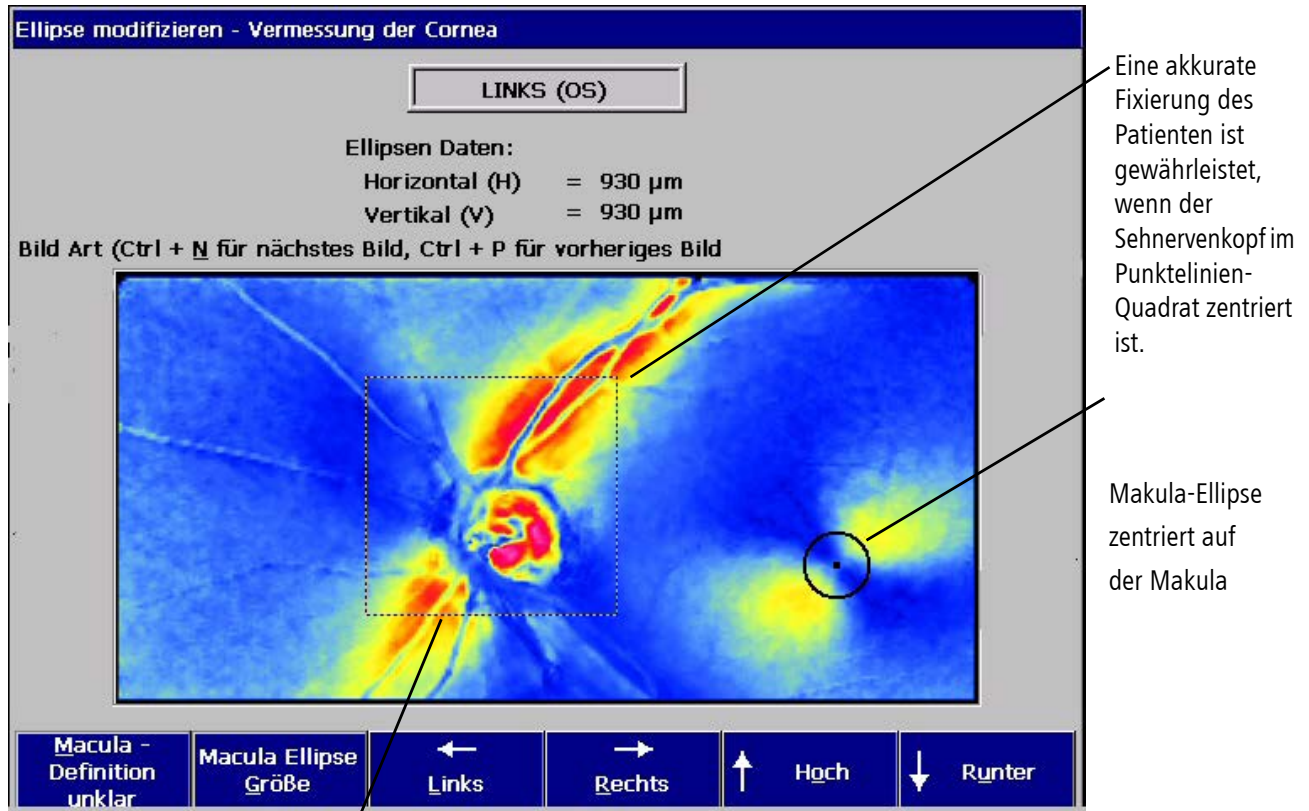 Ellipse modifizieren - Vermessung der Cornea
LINKS (OS)
Ellipsen Daten:
Horizontal (H) = 930 µm
Vertikal (V) = 930 µm
Bild Art (Ctrl + N für nächstes Bild, Ctrl + P für vorheriges Bild
Macula -
Definition
unklar
Macula Ellipse
Größe
Links
Rechts
Hoch
Runter
Eine akkurate
Fixierung des
Patienten ist
gewährleistet,
wenn der
Sehnervenkopf im
Punktelinien-
Quadrat zentriert
ist.
Makula-Ellipse
zentriert auf
der Makula